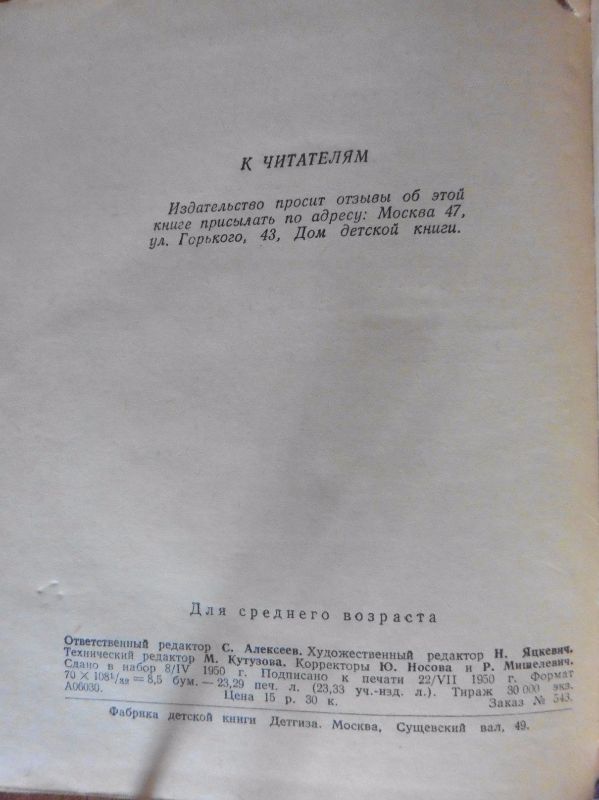 К ЧИТАТЕЛЯМ
Издательство просит отзывы об этой
книге присылать по адресу: Москва 47,
ул. Горького, 43, Дом детской книги.
Для среднего возраста
Ответственный редактор С. Алексеев. Художественный редактор Н. Яцкевич.
Технический редактор М. Кутузова. Корректоры Ю. Носова и Р. Мишелевич.
Сдано в набор 8/IV 1950 г. Подписано к печати 22/VII 1950 г. Формат
70 × 108¹/₃₂ = 8,5 бум. — 23,29 печ. л. (23,33 уч.-изд. л.). Тираж 30 000 экз.
А06030. Цена 15 р. 30 к. Заказ № 543.
Фабрика детской книги Детгиза. Москва, Сущевский вал, 49.